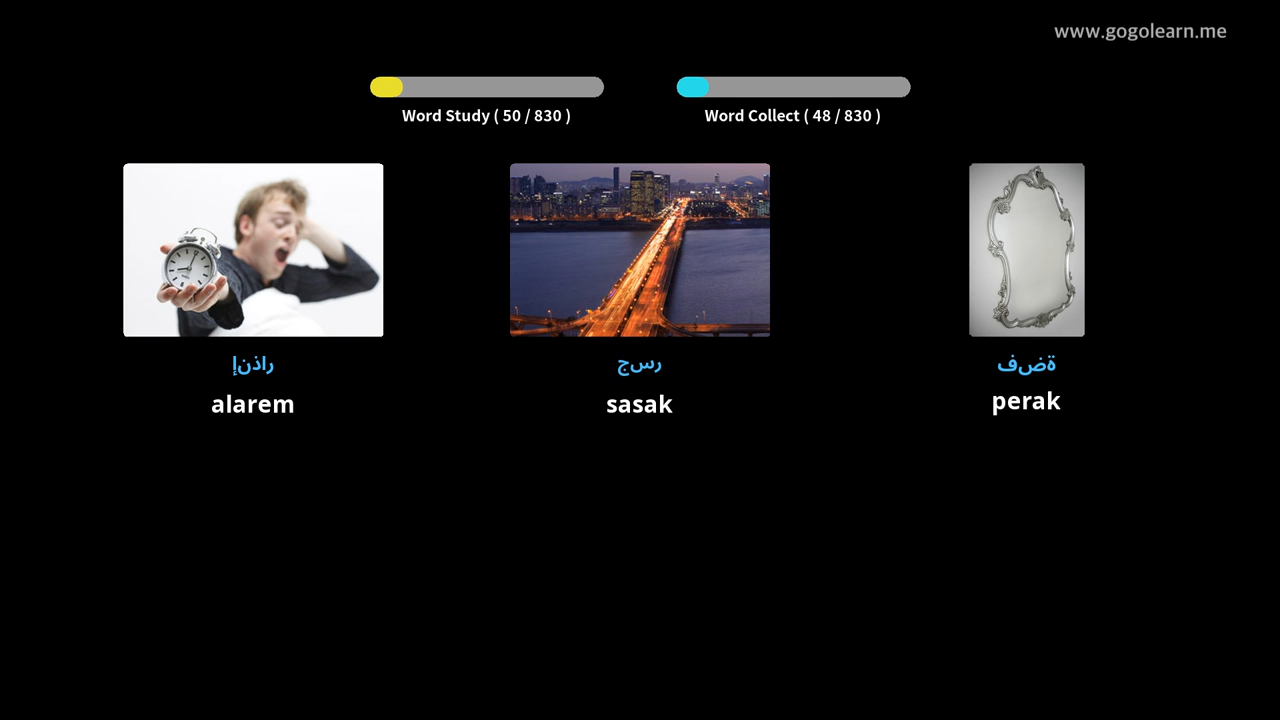 www.gogolearn.me
Word Study ( 50 / 830 )
Word Collect ( 48 / 830 )
راذنإ
alarem
رسج
sasak
ةضف
perak